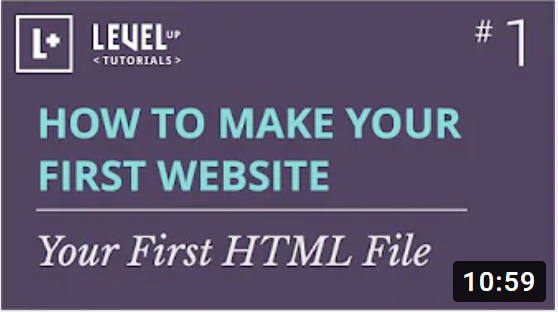 L+
LEVEL UP
<TUTORIALS>
# 1
HOW TO MAKE YOUR
FIRST WEBSITE
Your First HTML File
10:59